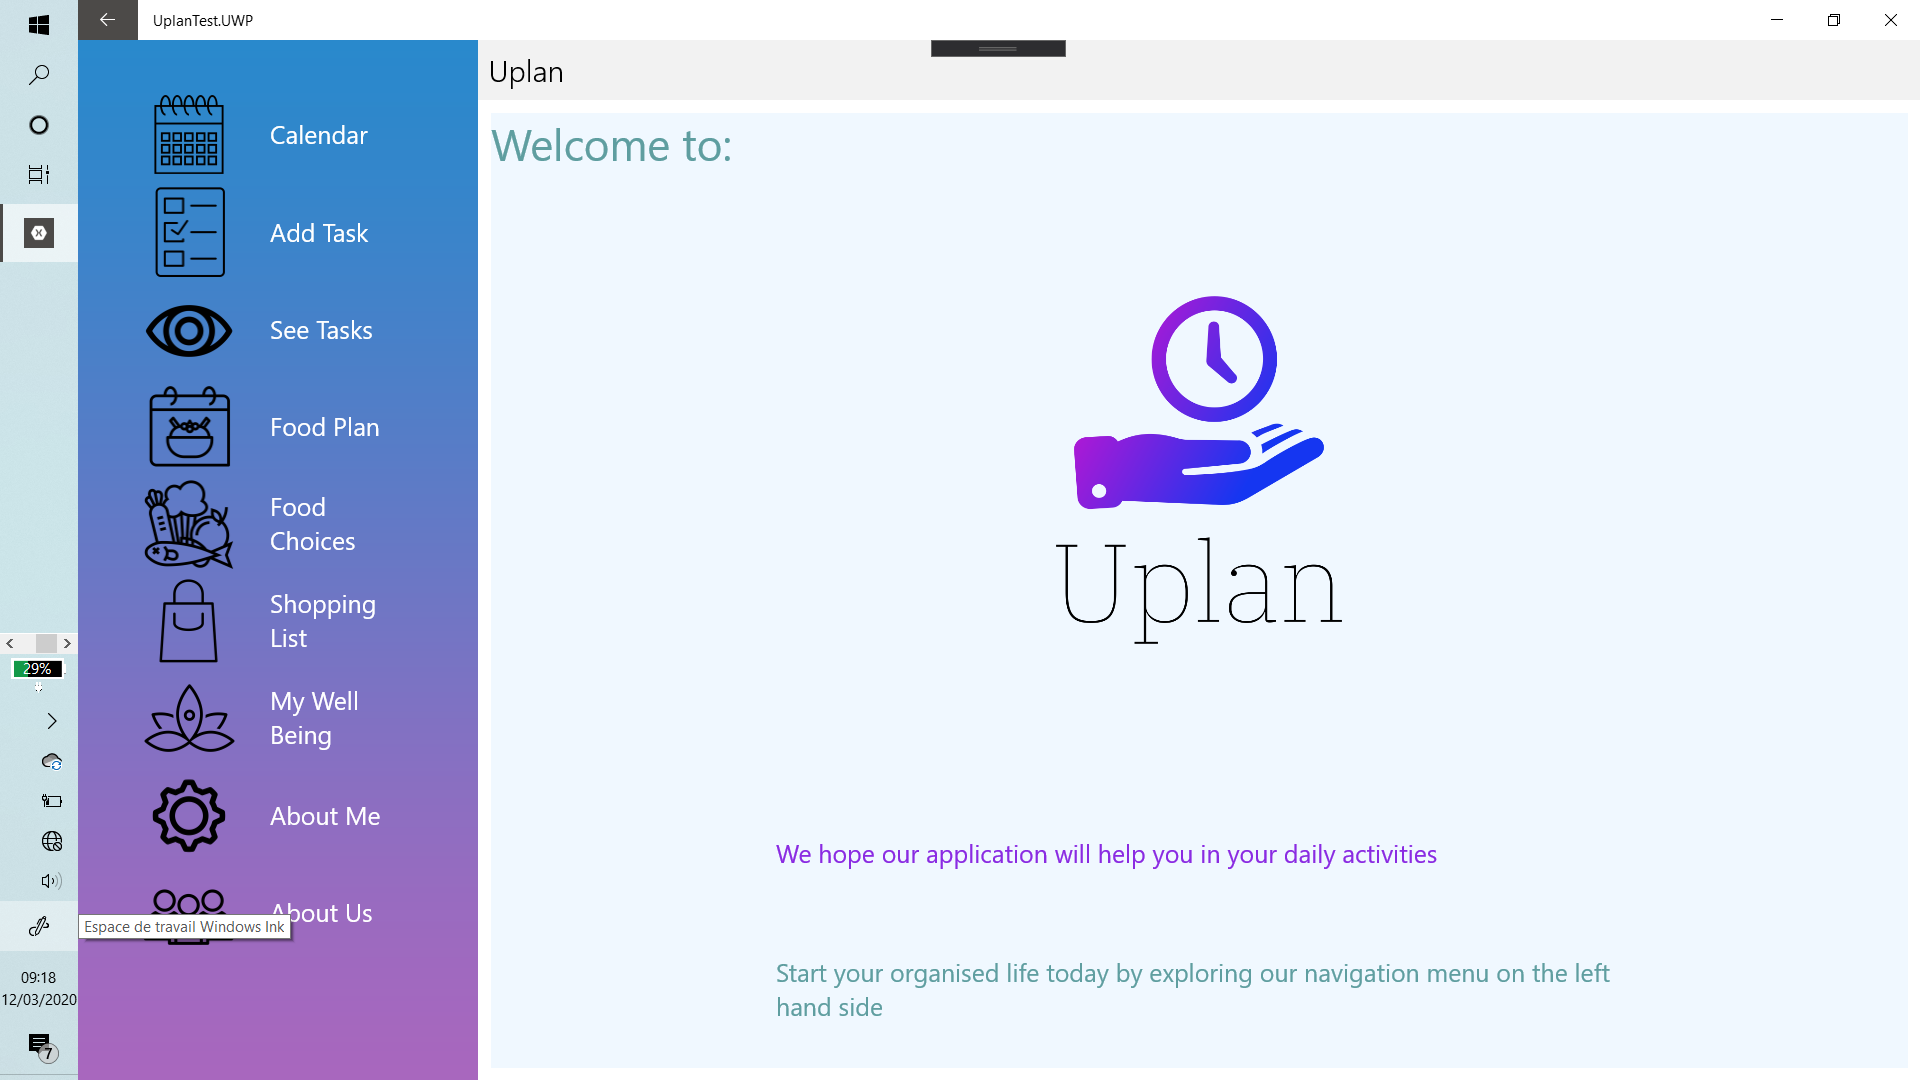 UplanTest.UWP
Uplan
Calendar
Add Task
See Tasks
Food Plan
Food
Choices
Shopping
List
My Well
Being
About Me
About Us
Espace de travail Windows Ink
Welcome to:
Uplan
We hope our application will help you in your daily activities
Start your organised life today by exploring our navigation menu on the left
hand side
29%
09:18
12/03/2020
7